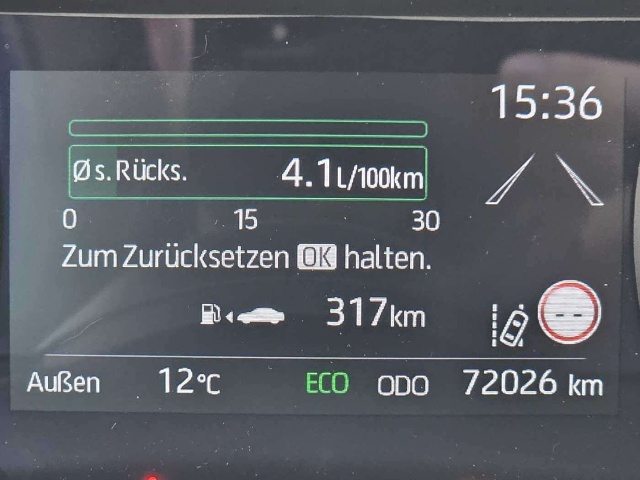 15:36
Ø s. Rücks. 4.1 L/100km
0 15 30
Zum Zurücksetzen OK halten.
317 km
--
Außen 12°C ECO ODO 72026 km